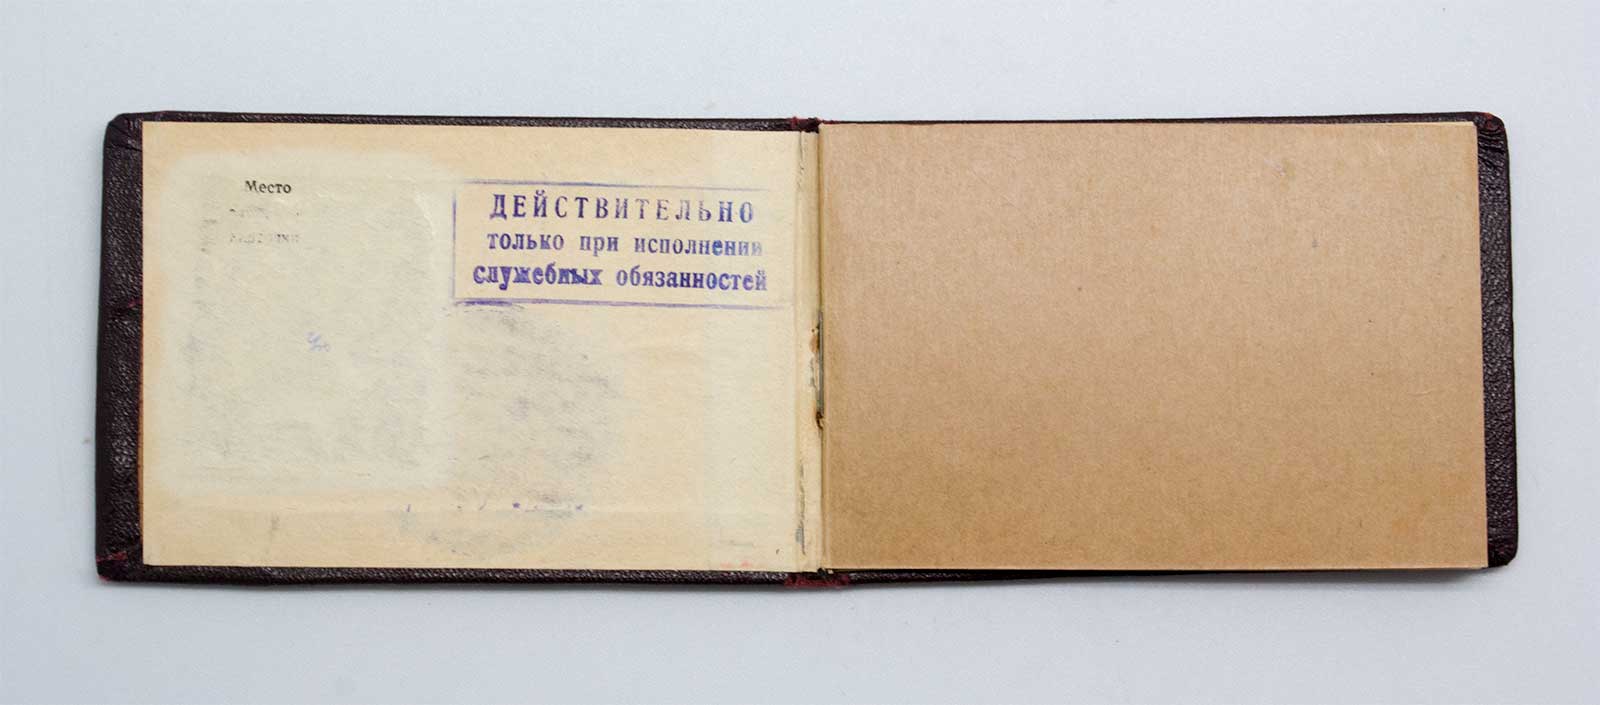 Место
ДЕЙСТВИТЕЛЬНО
только при исполнении
служебных обязанностей